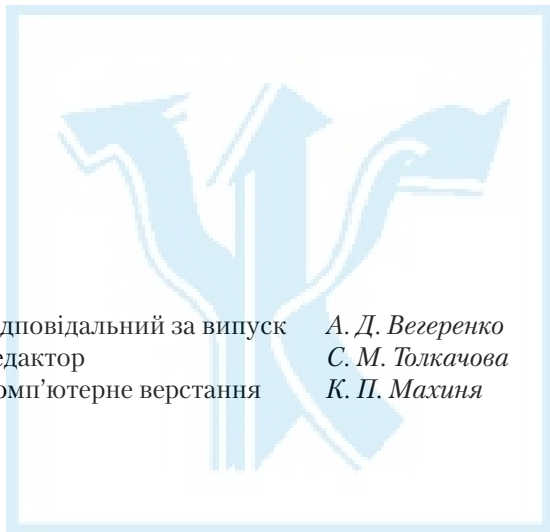 дповідальний за випуск А. Д. Вегеренко
едактор С. М. Толкачова
омп'ютерне верстання К. П. Махиня